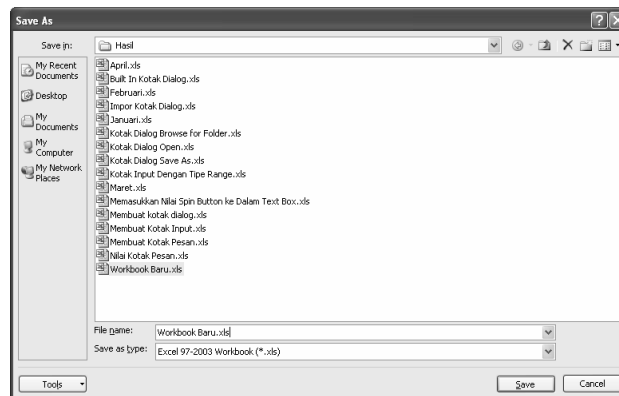 Save As
Save in:
Hasil
My Recent
Documents
Desktop
My
Documents
My
Computer
My Network
Places
April.xls
Built In Kotak Dialog.xls
Februari.xls
Impor Kotak Dialog.xls
Januari.xls
Kotak Dialog Browse for Folder.xls
Kotak Dialog Open.xls
Kotak Dialog Save As.xls
Kotak Input Dengan Tipe Range.xls
Maret.xls
Memasukkan Nilai Spin Button ke Dalam Text Box.xls
Membuat kotak dialog.xls
Membuat Kotak Input.xls
Membuat Kotak Pesan.xls
Nilai Kotak Pesan.xls
Workbook Baru.xls
File name:
Workbook Baru.xls
Save as type:
Excel 97-2003 Workbook (*.xls)
Tools
Save
Cancel